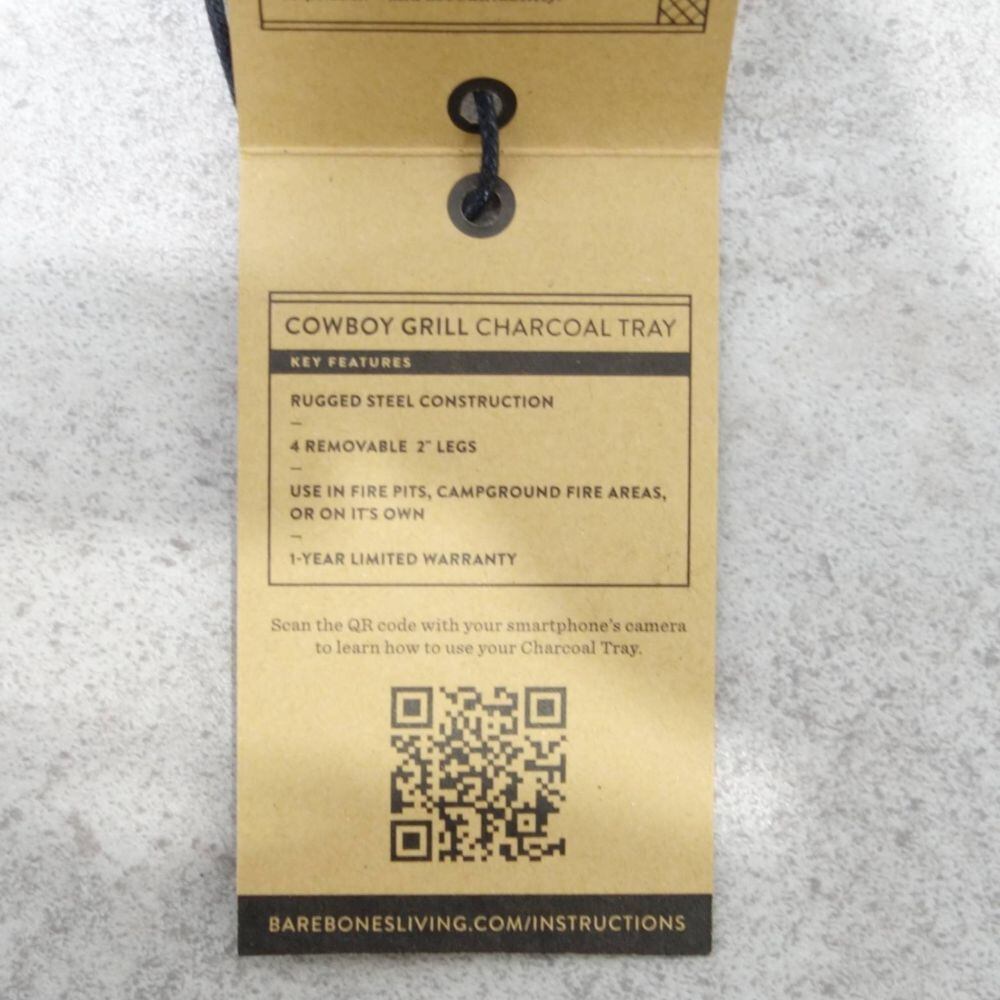 COWBOY GRILL CHARCOAL TRAY
KEY FEATURES
RUGGED STEEL CONSTRUCTION
–
4 REMOVABLE 2" LEGS
–
USE IN FIRE PITS, CAMPGROUND FIRE AREAS,
OR ON IT'S OWN
–
1-YEAR LIMITED WARRANTY
Scan the QR code with your smartphone's camera
to learn how to use your Charcoal Tray.
BAREBONESLIVING.COM/INSTRUCTIONS